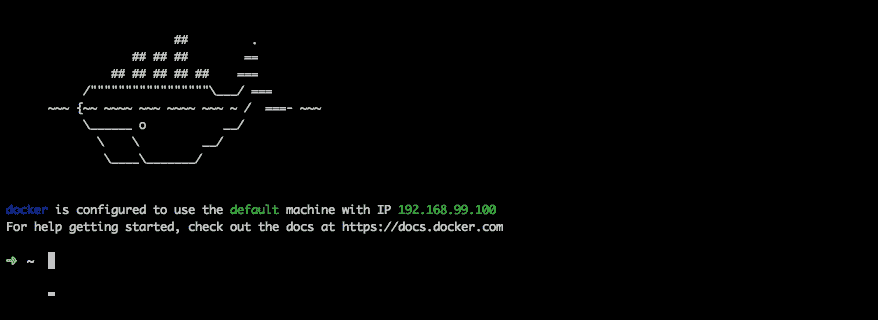 ##         .
                  ## ## ##        ==
               ## ## ## ## ##    ===
           /"""""""""""""""""\___/ ===
      ~~~ {~~ ~~~~ ~~~ ~~~~ ~~~ ~ /  ===- ~~~
           \______ o           __/
             \    \         __/
              \____\_______/
docker is configured to use the default machine with IP 192.168.99.100
For help getting started, check out the docs at https://docs.docker.com
➜ ~